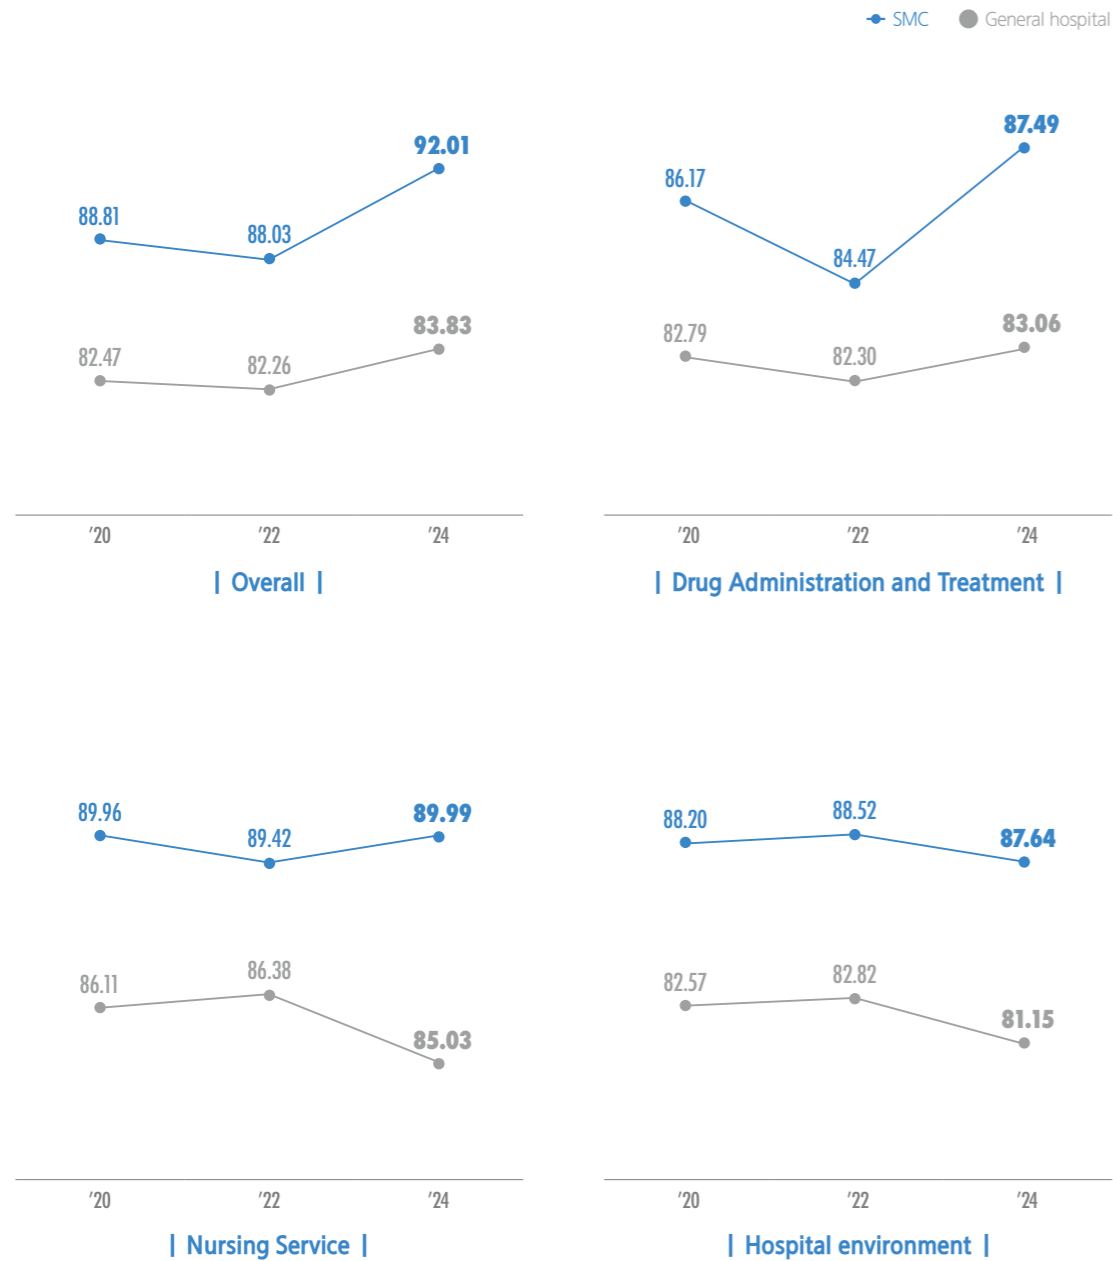 SMC General hospital
92.01
88.81
88.03
83.83
82.47
82.26
'20 '22 '24
| Overall |
87.49
86.17
84.47
83.06
82.79
82.30
'20 '22 '24
| Drug Administration and Treatment |
89.96
89.42
89.99
86.11
86.38
85.03
'20 '22 '24
| Nursing Service |
88.20
88.52
87.64
82.57
82.82
81.15
'20 '22 '24
| Hospital environment |